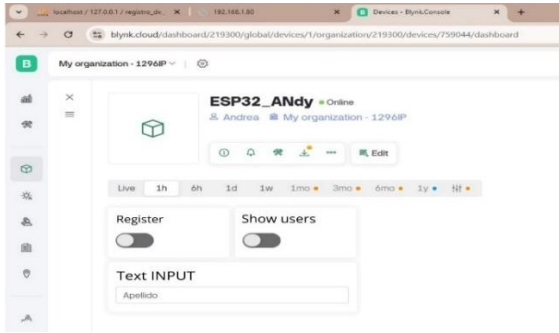 localhost / 127.0.0.1 / registro_de_
192.168.1.80
Devices - Blynk.Console
blynk.cloud/dashboard/219300/global/devices/1/organization/219300/devices/759044/dashboard
B
My organization - 1296IP
ESP32_ANdy Online
Andrea My organization - 1296IP
Edit
Live 1h 6h 1d 1w 1mo 3mo 6mo 1y
Register Show users
Text INPUT
Apellido